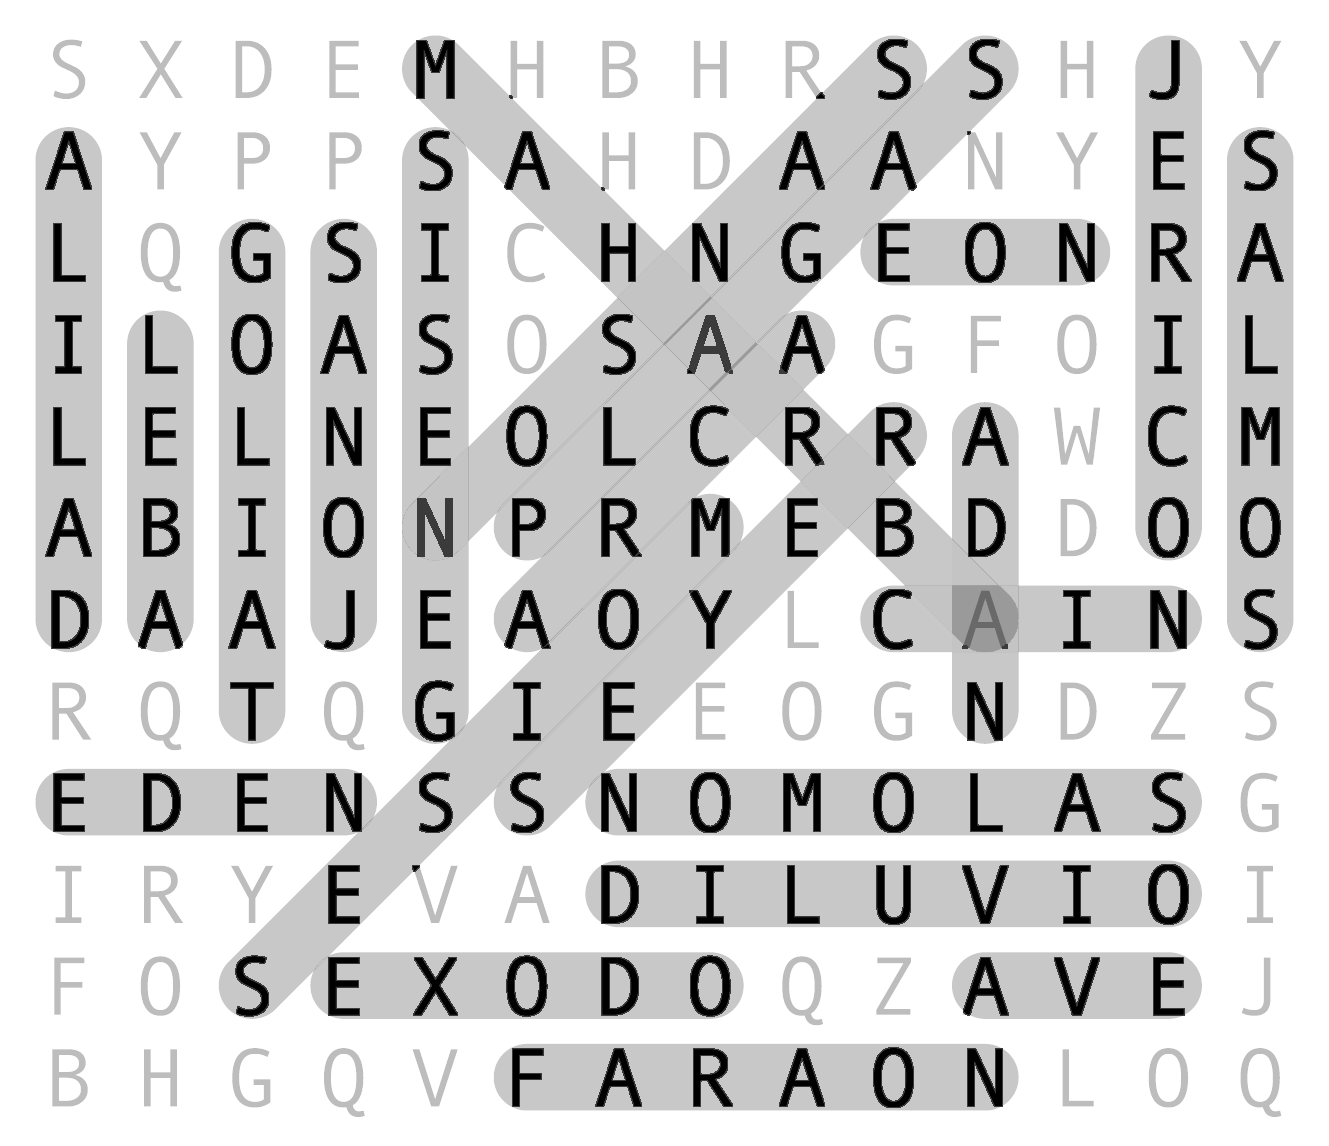 S X D E M H B H R S S H J Y
A Y P P S A H D A A N Y E S
L Q G S I C H N G E O N R A
I L O A S O S A A G F O I L
L E L N E O L C R R A W C M
A B I O N P R M E B D D O O
D A A J E A O Y L C A I N S
R Q T Q G I E E O G N D Z S
E D E N S S N O M O L A S G
I R Y E V A D I L U V I O I
F O S E X O D O Q Z A V E J
B H G Q V F A R A O N L O Q